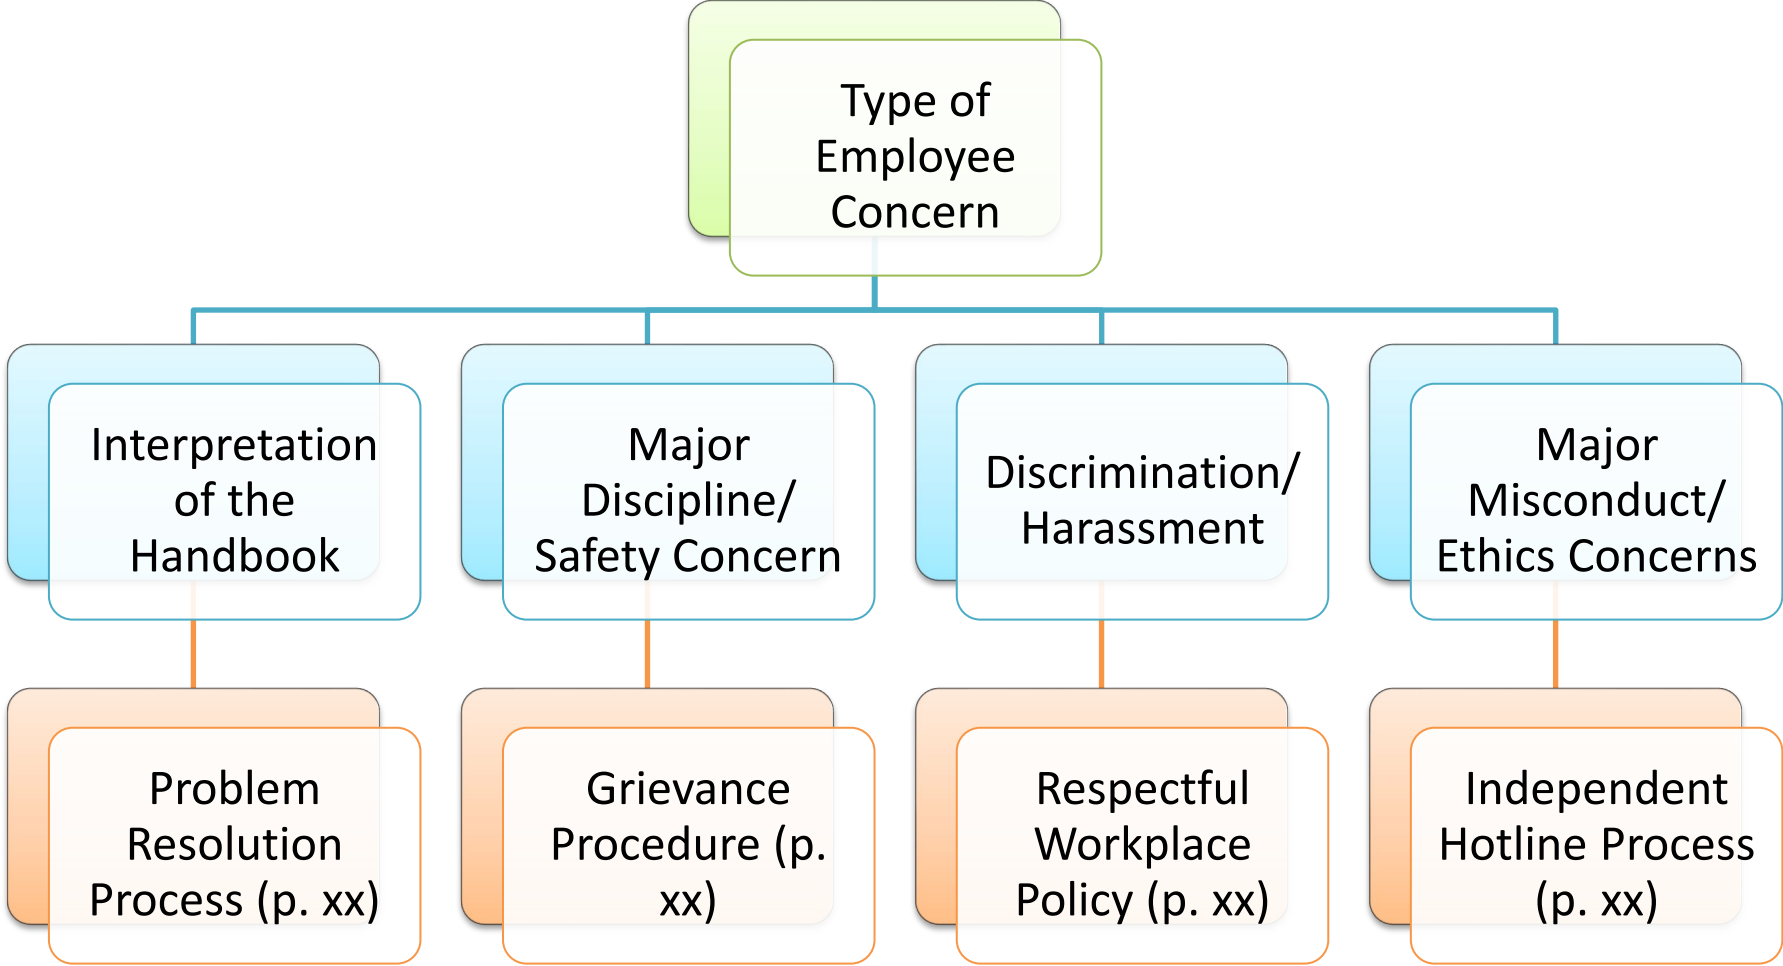 Type of
Employee
Concern
Interpretation
of the
Handbook
Major
Discipline/
Safety Concern
Discrimination/
Harassment
Major
Misconduct/
Ethics Concerns
Problem
Resolution
Process (p. xx)
Grievance
Procedure (p.
xx)
Respectful
Workplace
Policy (p. xx)
Independent
Hotline Process
(p. xx)